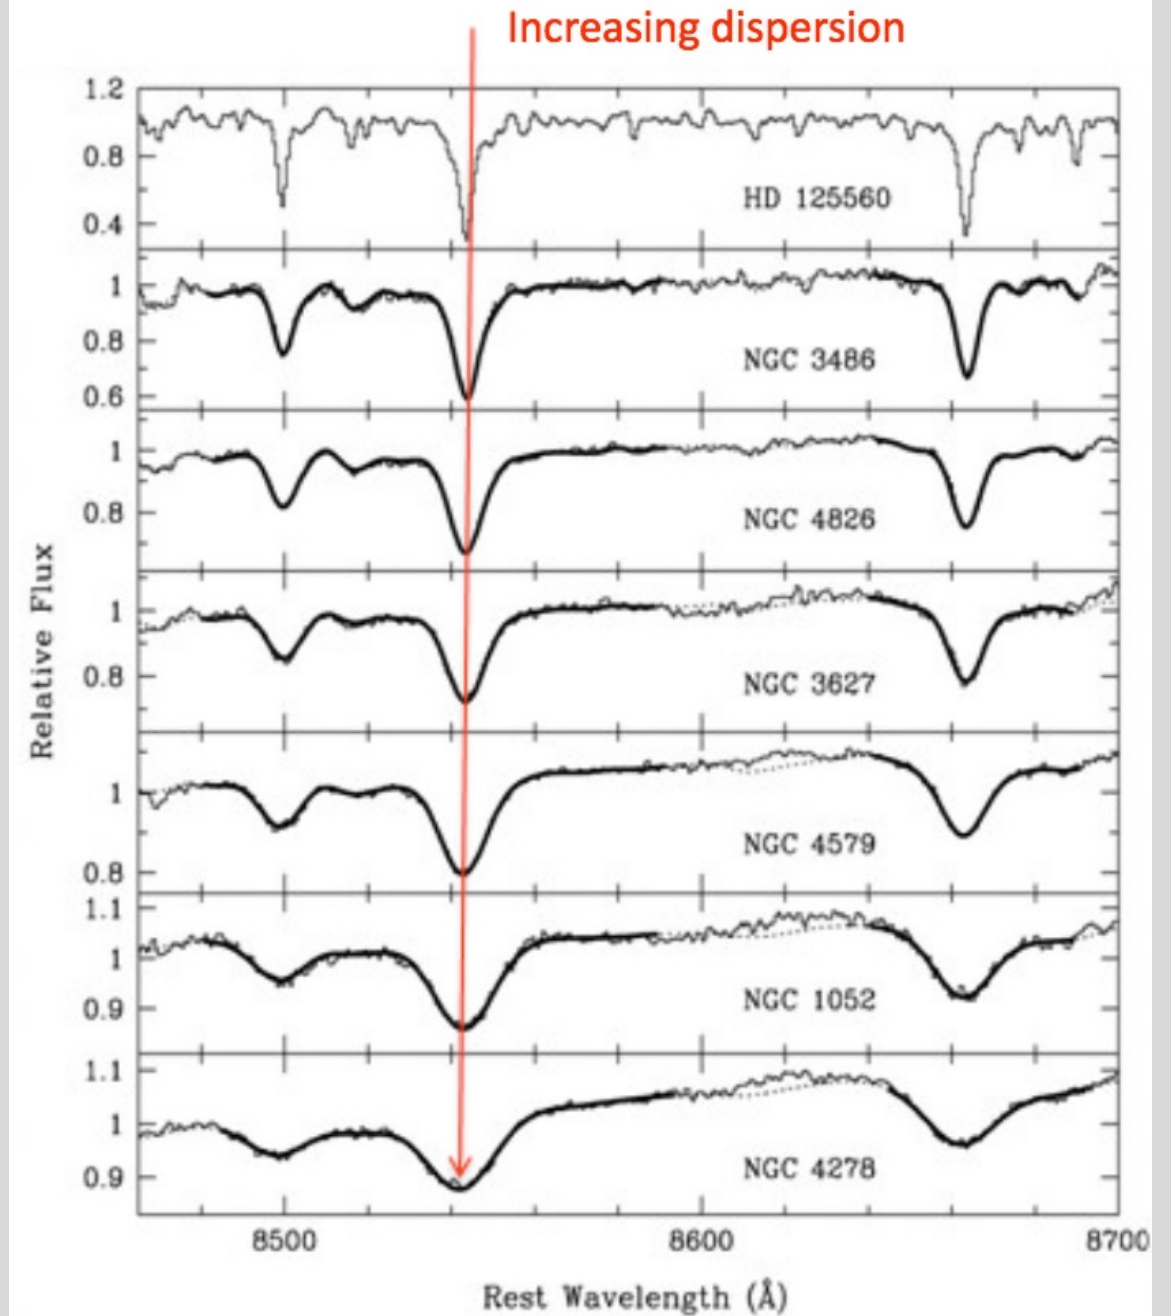 Increasing dispersion
1.2
0.8
0.4
HD 125560
1
0.8
0.6
NGC 3486
1
0.8
NGC 4826
1
0.8
NGC 3627
1
0.8
NGC 4579
1.1
1
0.9
NGC 1052
1.1
1
0.9
NGC 4278
Relative Flux
8500 8600 8700
Rest Wavelength (Å)